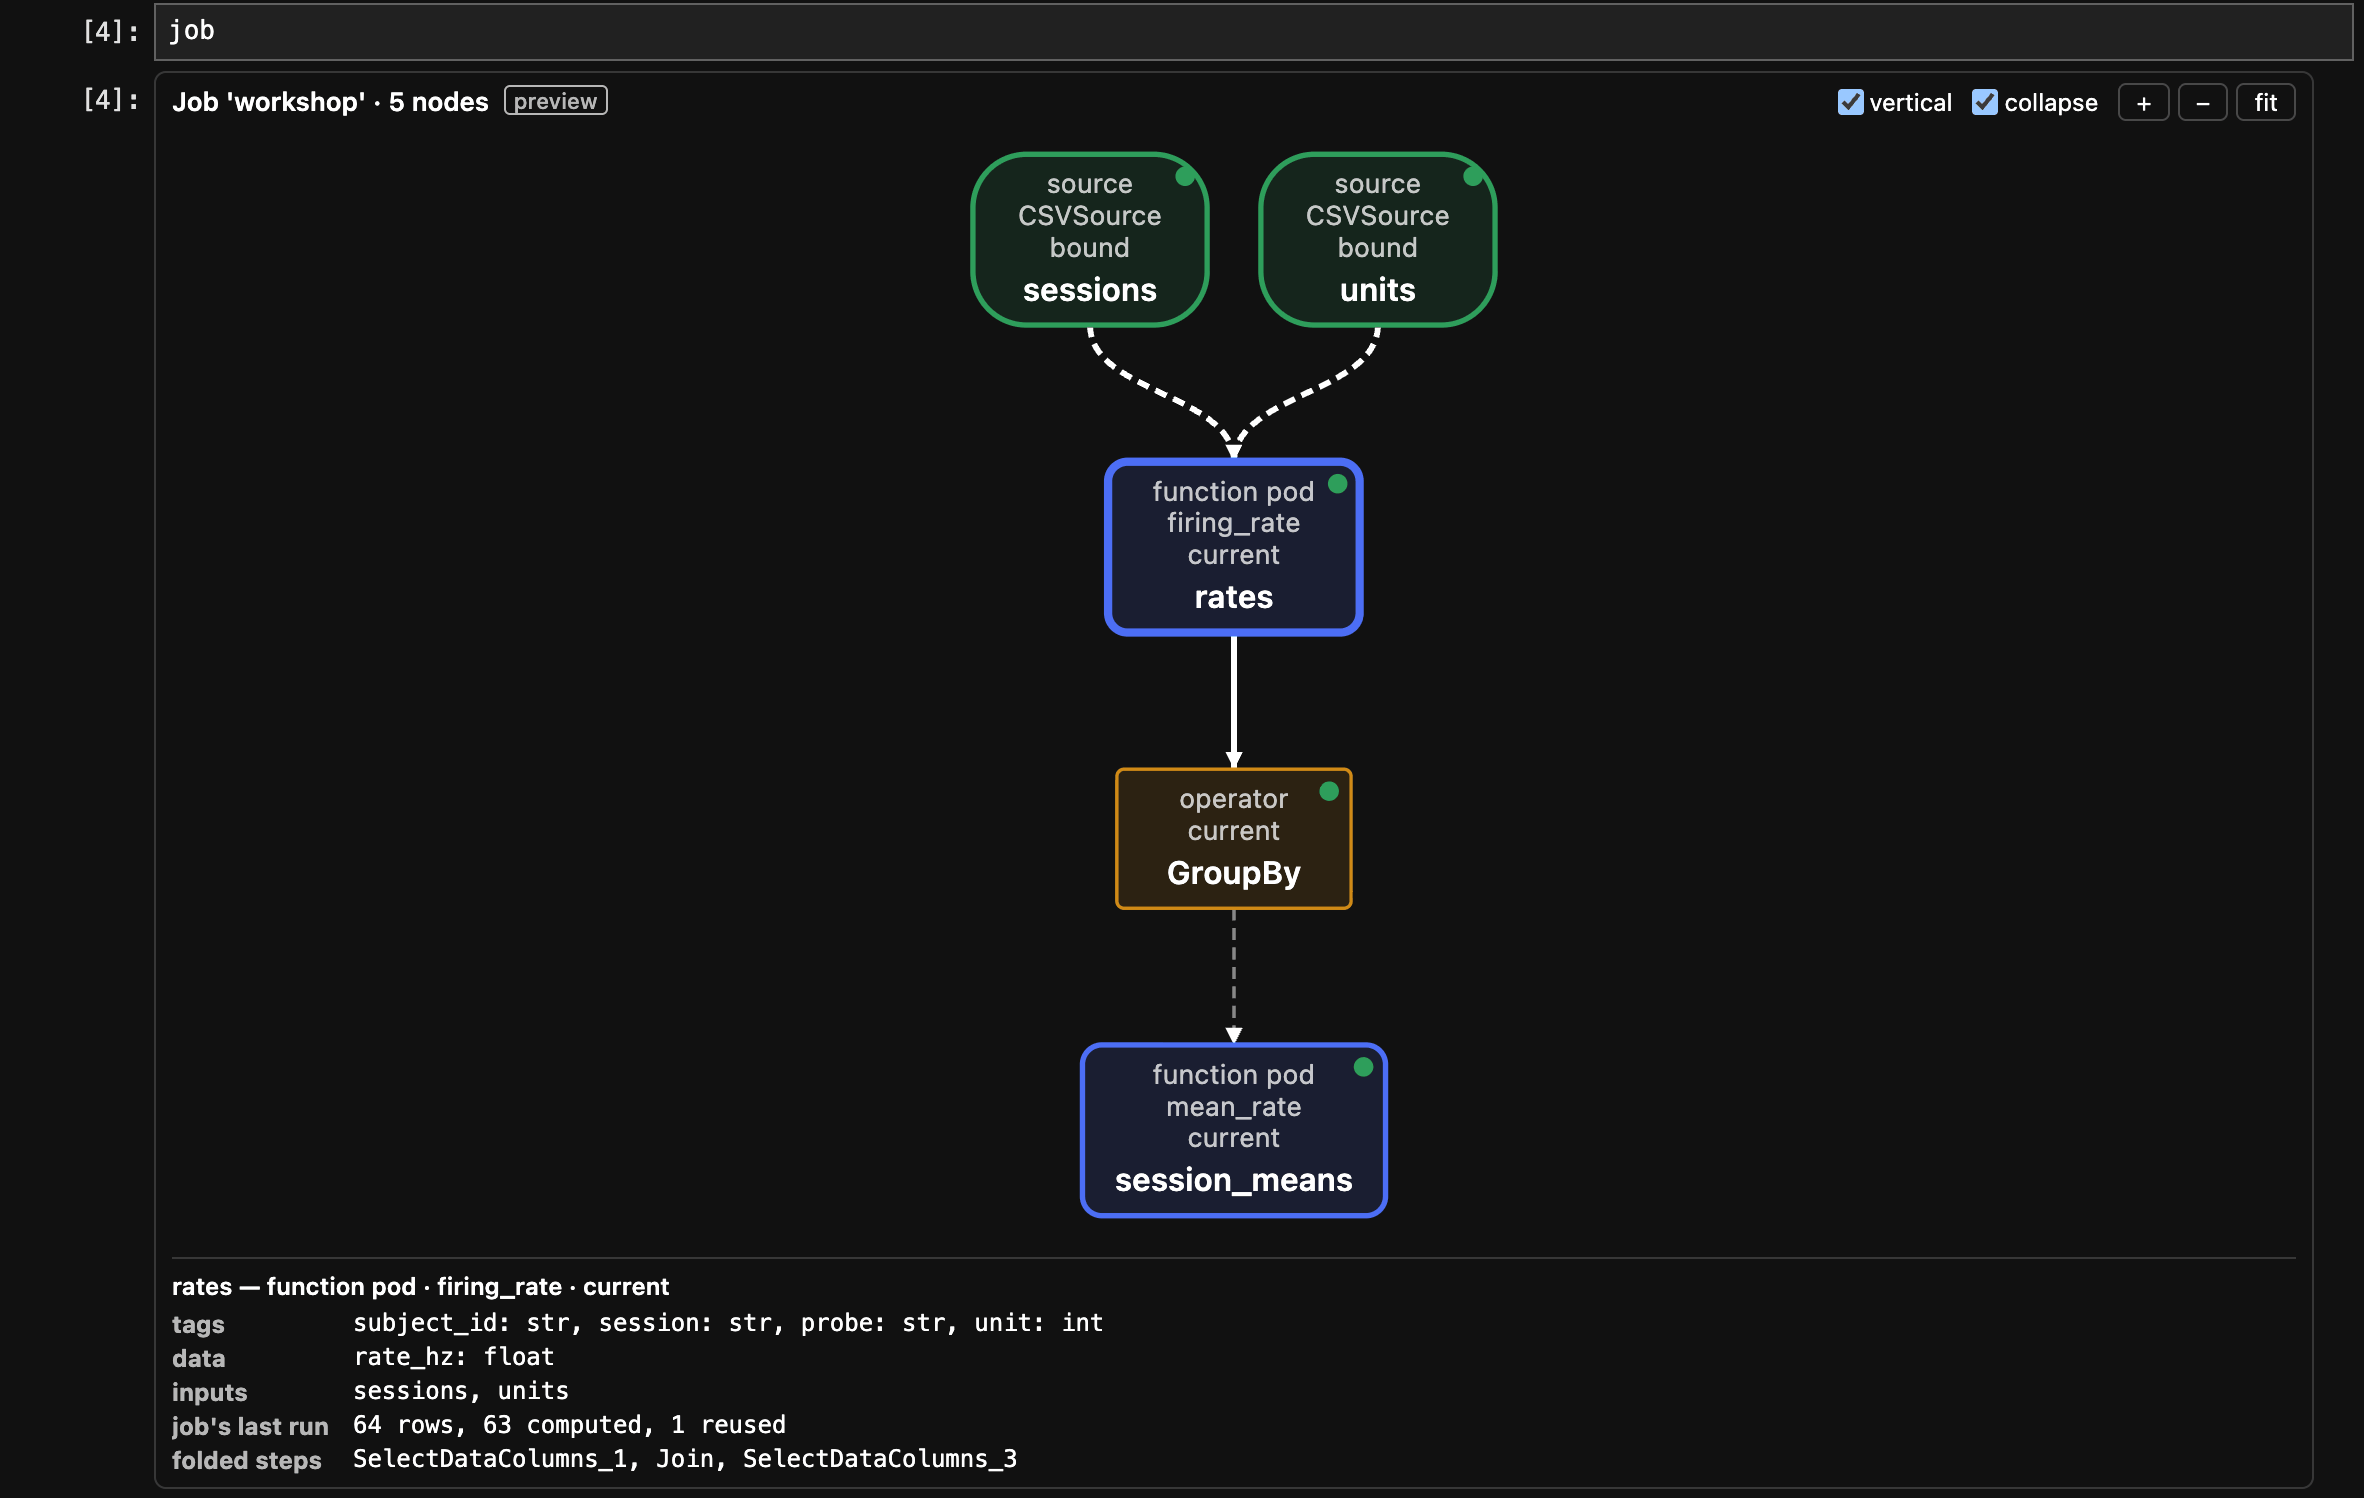 [4]: job
[4]: Job 'workshop' · 5 nodes preview vertical collapse + – fit
source source
CSVSource CSVSource
bound bound
sessions units
function pod
firing_rate
current
rates
operator
current
GroupBy
function pod
mean_rate
current
session_means
rates — function pod · firing_rate · current
tags subject_id: str, session: str, probe: str, unit: int
data rate_hz: float
inputs sessions, units
job's last run 64 rows, 63 computed, 1 reused
folded steps SelectDataColumns_1, Join, SelectDataColumns_3